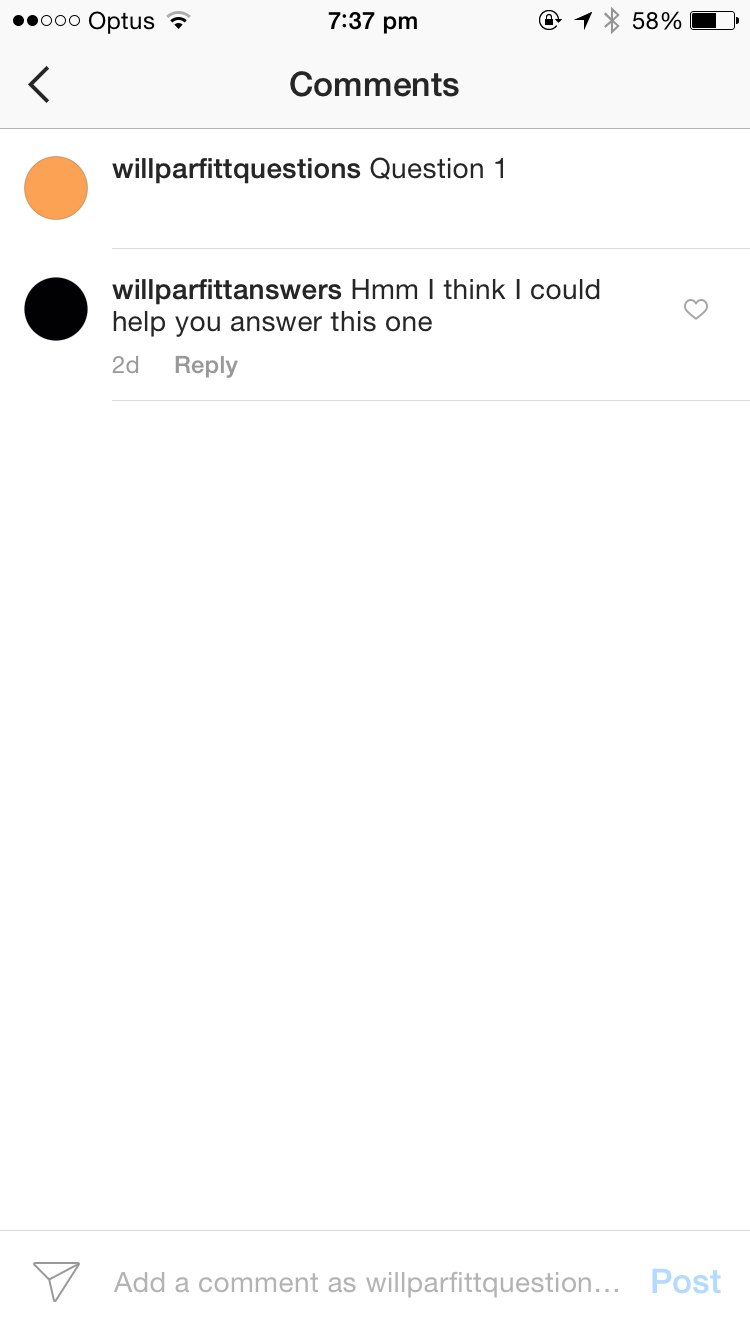 Optus 7:37 pm 58%
Comments
willparfittquestions Question 1
willparfittanswers Hmm I think I could
help you answer this one
2d Reply
Add a comment as willparfittquestion... Post